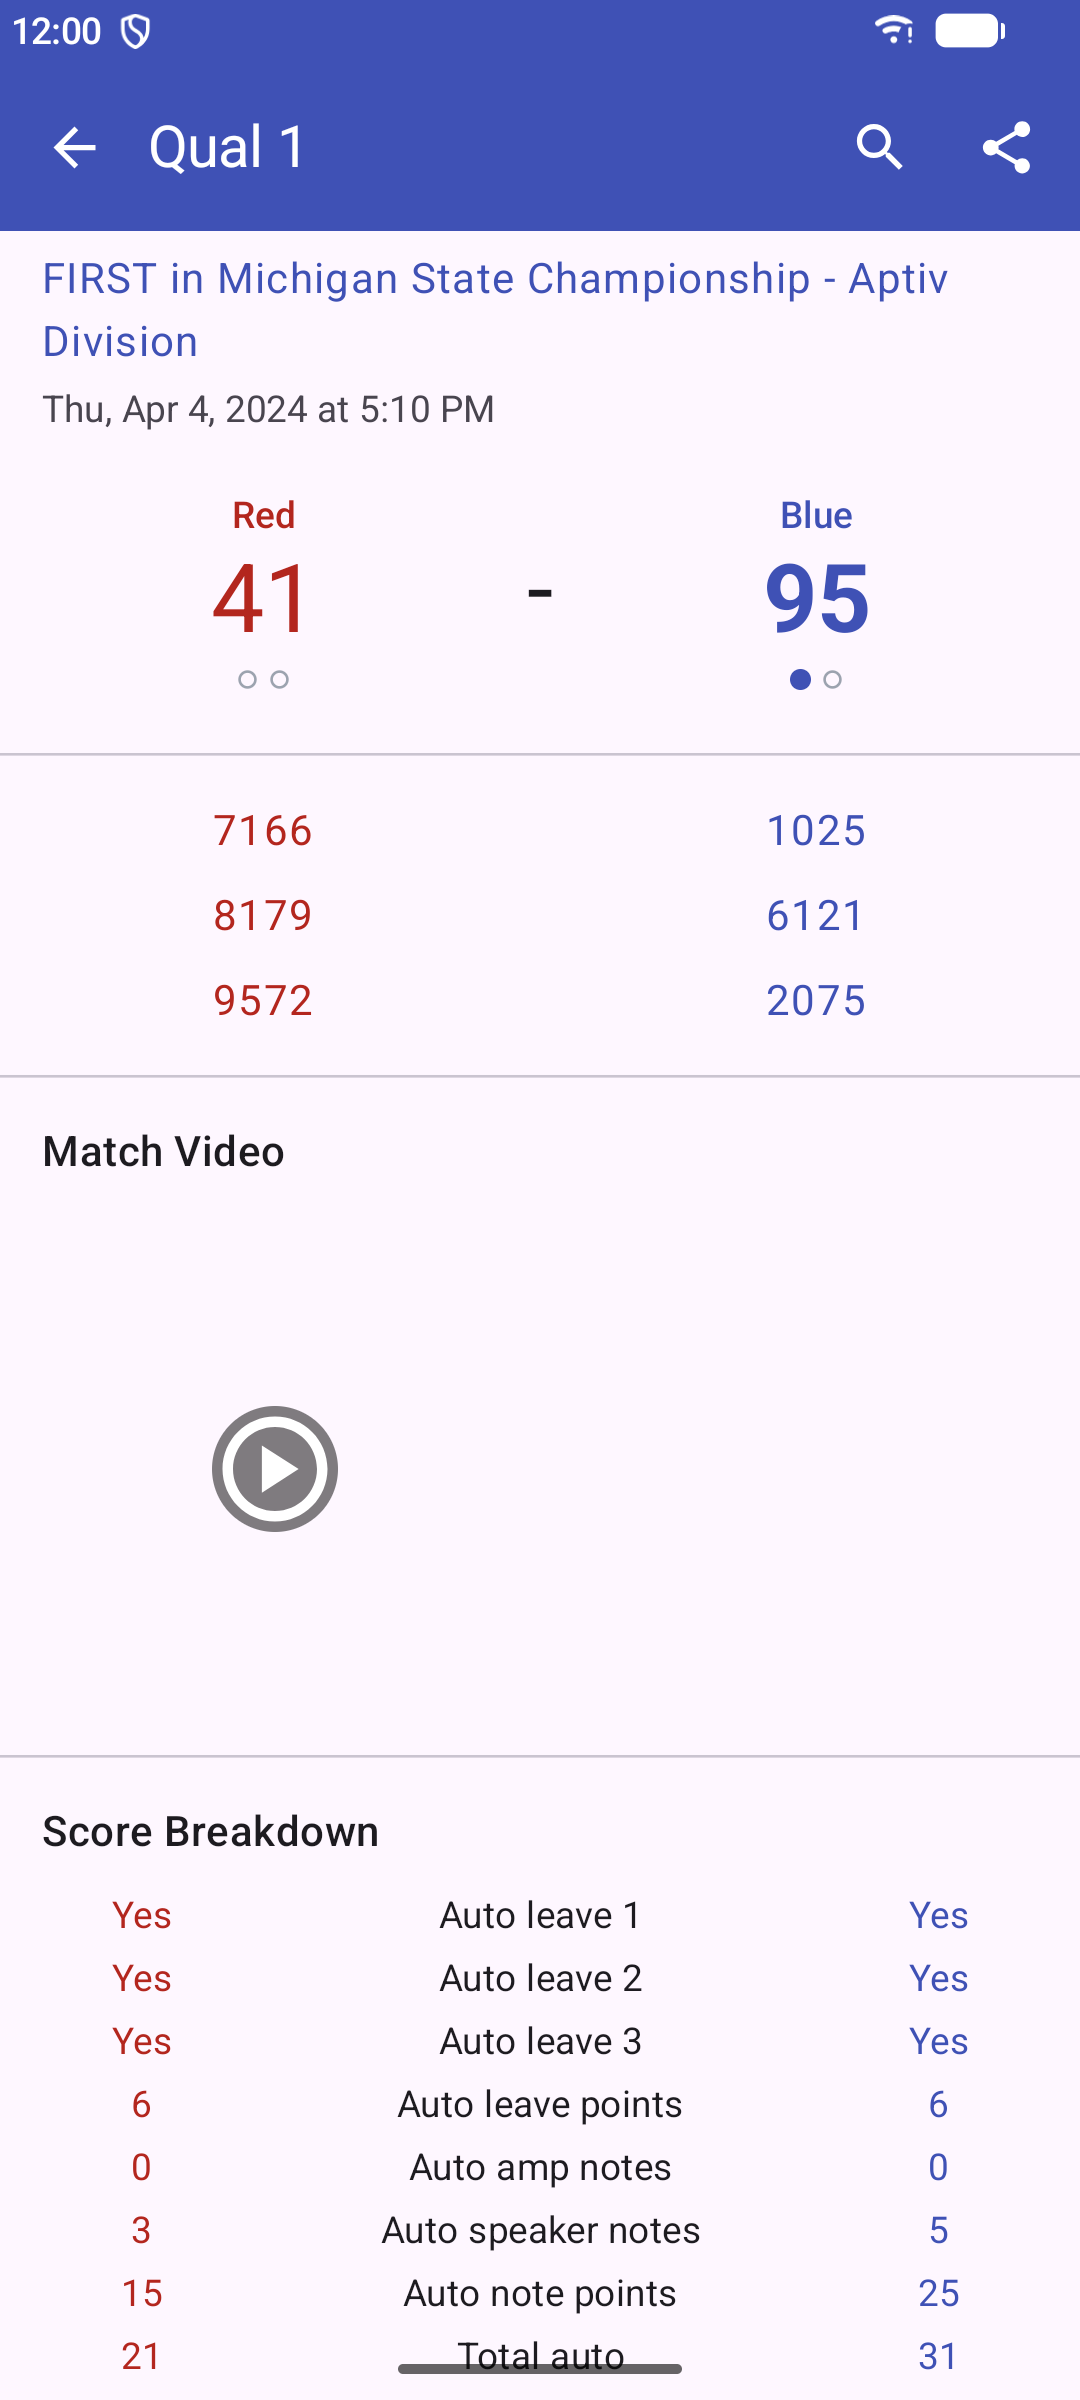 12:00
Qual 1
FIRST in Michigan State Championship - Aptiv
Division
Thu, Apr 4, 2024 at 5:10 PM
Red
Blue
41 - 95
7166 1025
8179 6121
9572 2075
Match Video
Score Breakdown
Yes Auto leave 1 Yes
Yes Auto leave 2 Yes
Yes Auto leave 3 Yes
6 Auto leave points 6
0 Auto amp notes 0
3 Auto speaker notes 5
15 Auto note points 25
21 Total auto 31